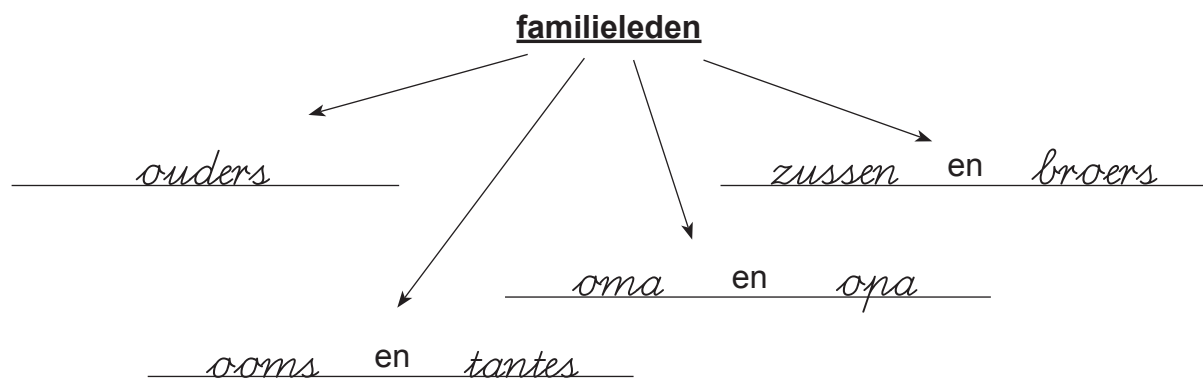 familieleden
ouders
zussen en broers
oma en opa
ooms en tantes